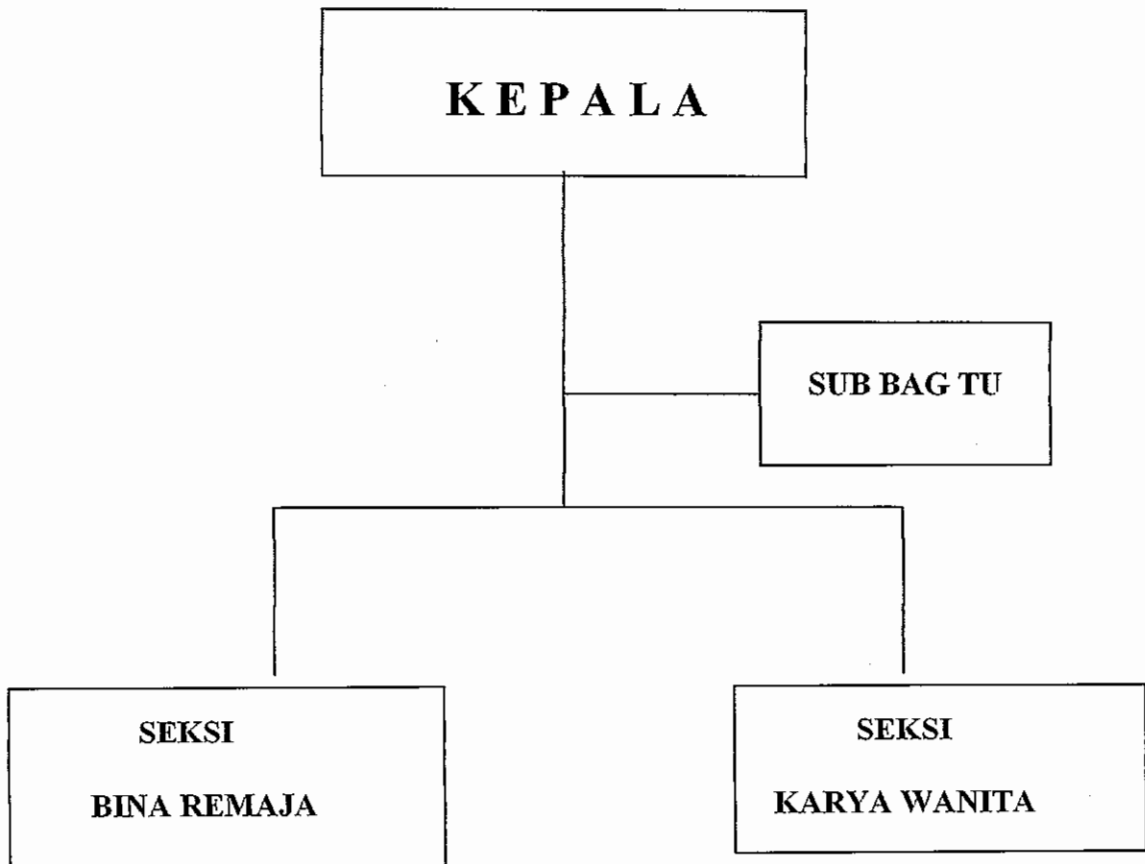 KEPALA
SUB BAG TU
SEKSI
BINA REMAJA
SEKSI
KARYA WANITA